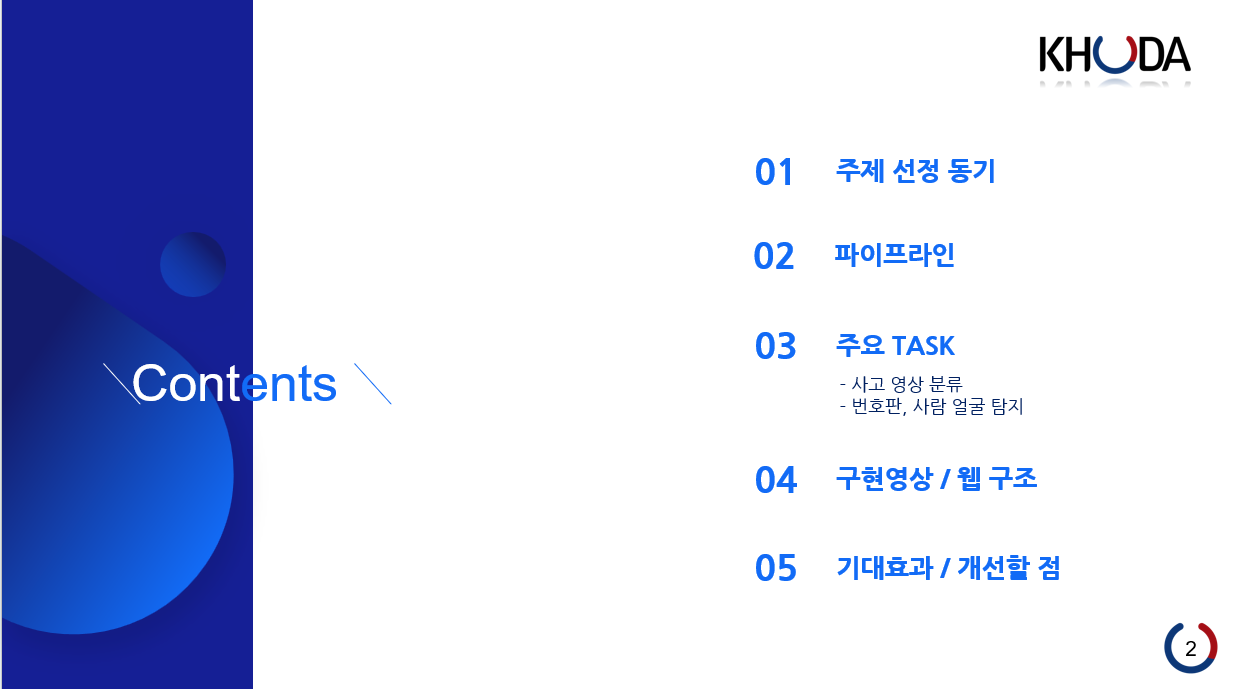 KHUDA
Contents
01 주제 선정 동기
02 파이프라인
03 주요 TASK
- 사고 영상 분류
- 번호판, 사람 얼굴 탐지
04 구현영상 / 웹 구조
05 기대효과 / 개선할 점
2